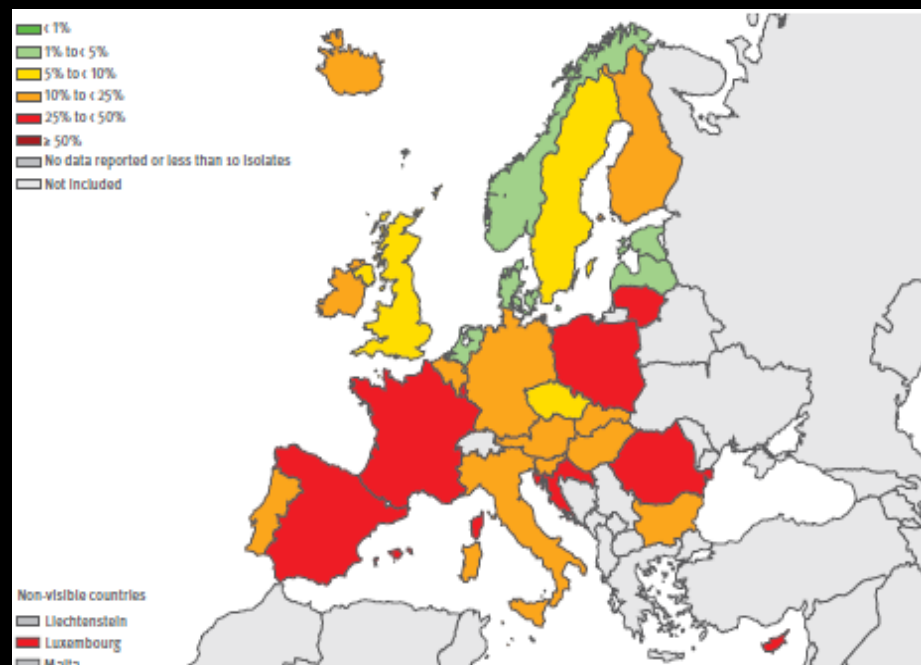 < 1%
1% to < 5%
5% to < 10%
10% to < 25%
25% to < 50%
≥ 50%
No data reported or less than 10 isolates
Not included
Non-visible countries
Liechtenstein
Luxembourg
Malta